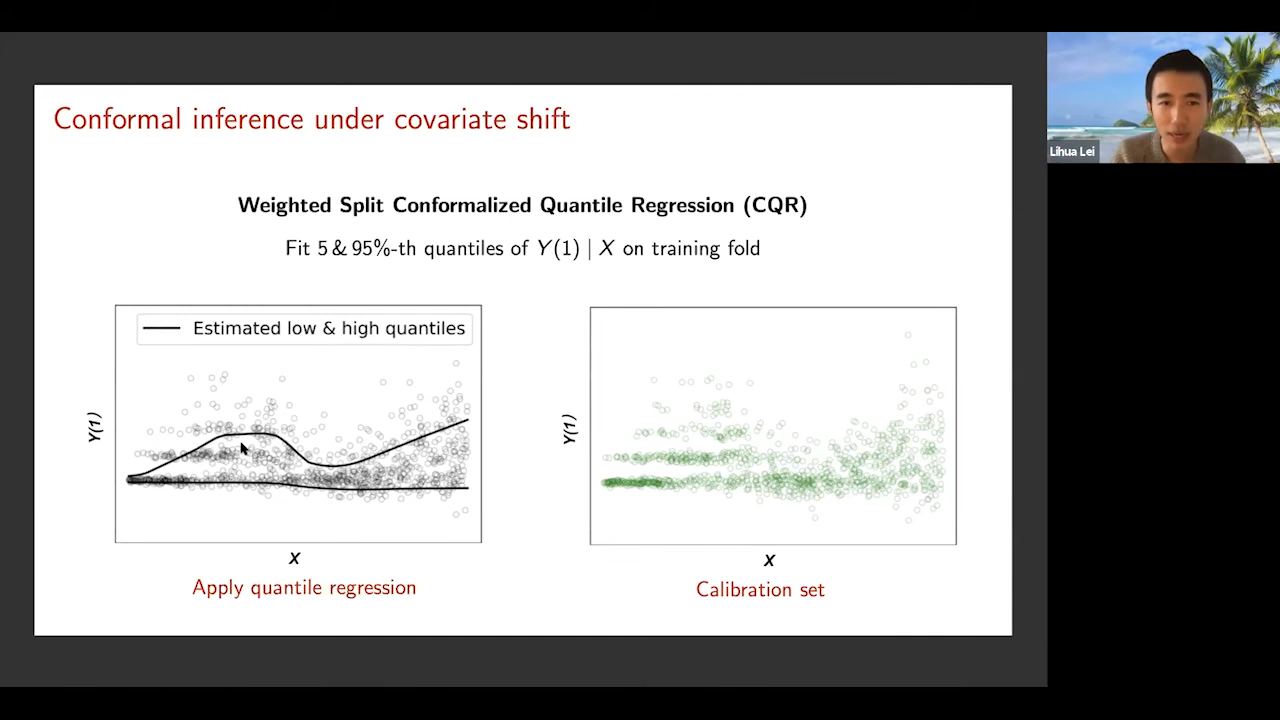 Conformal inference under covariate shift
Lihua Lei
Weighted Split Conformalized Quantile Regression (CQR)
Fit 5 & 95%-th quantiles of Y(1) | X on training fold
Estimated low & high quantiles
Y(1)
X
Apply quantile regression
Y(1)
X
Calibration set